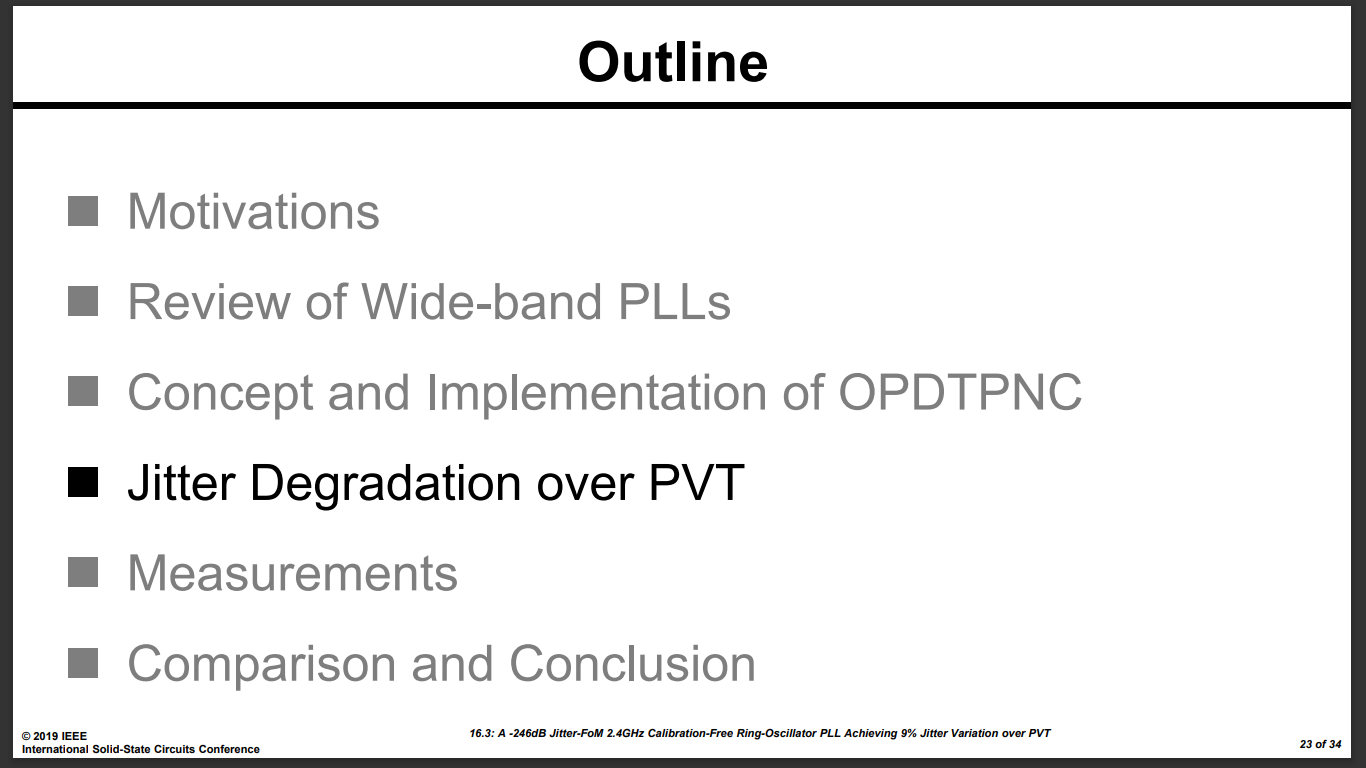 Outline
Motivations
Review of Wide-band PLLs
Concept and Implementation of OPDTPNC
Jitter Degradation over PVT
Measurements
Comparison and Conclusion
© 2019 IEEE
International Solid-State Circuits Conference
16.3: A -246dB Jitter-FoM 2.4GHz Calibration-Free Ring-Oscillator PLL Achieving 9% Jitter Variation over PVT
23 of 34